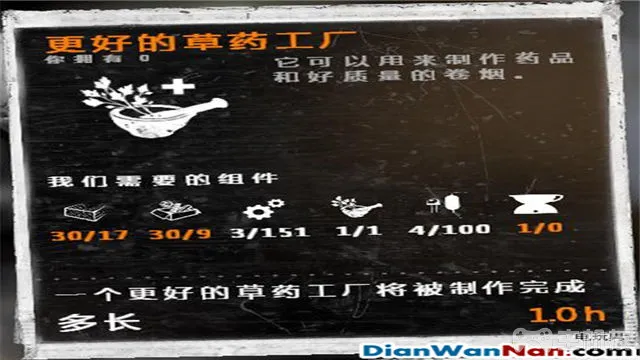 更好的草药工厂
你拥有 0
它可以用来制作药品
和好质量的卷烟。
我们需要的组件
30/17 30/9 3/151 1/1 4/100 1/0
一个更好的草药工厂将被制作完成
多长 1.0 h
DianWanNan.com